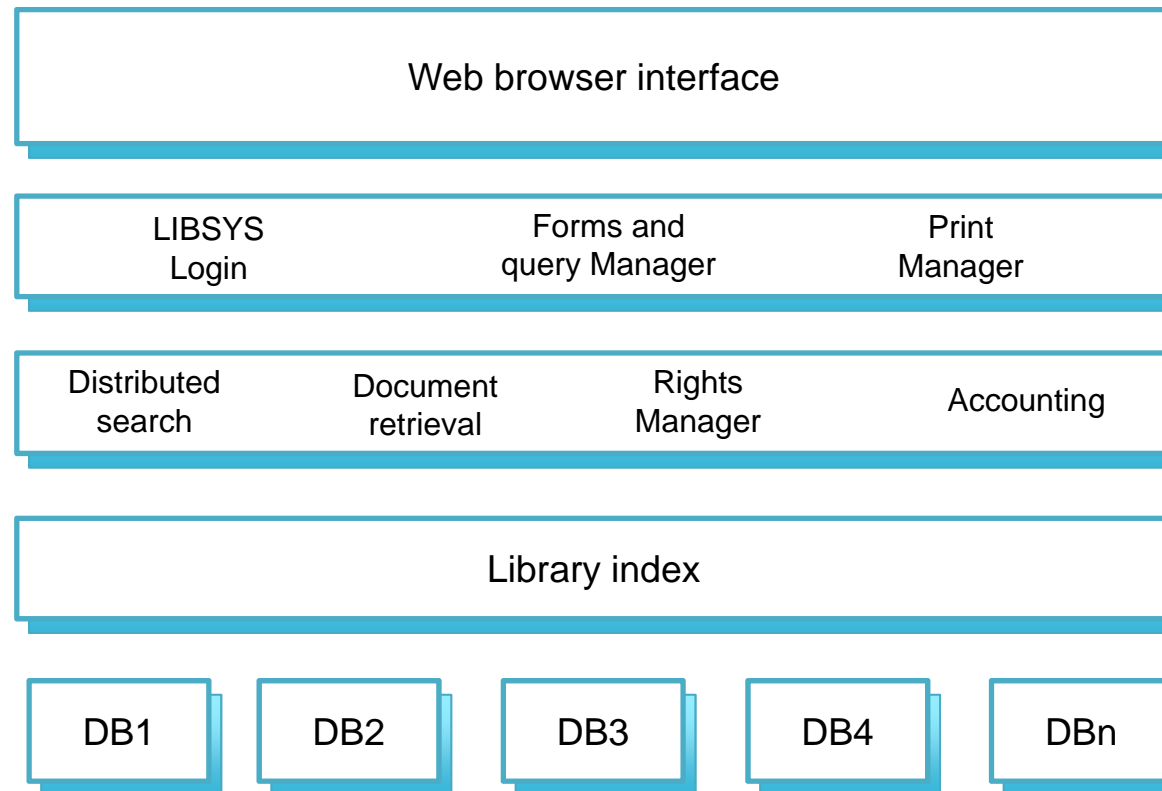 Web browser interface
LIBSYS
Login
Forms and
query Manager
Print
Manager
Distributed
search
Document
retrieval
Rights
Manager
Accounting
Library index
DB1
DB2
DB3
DB4
DBn